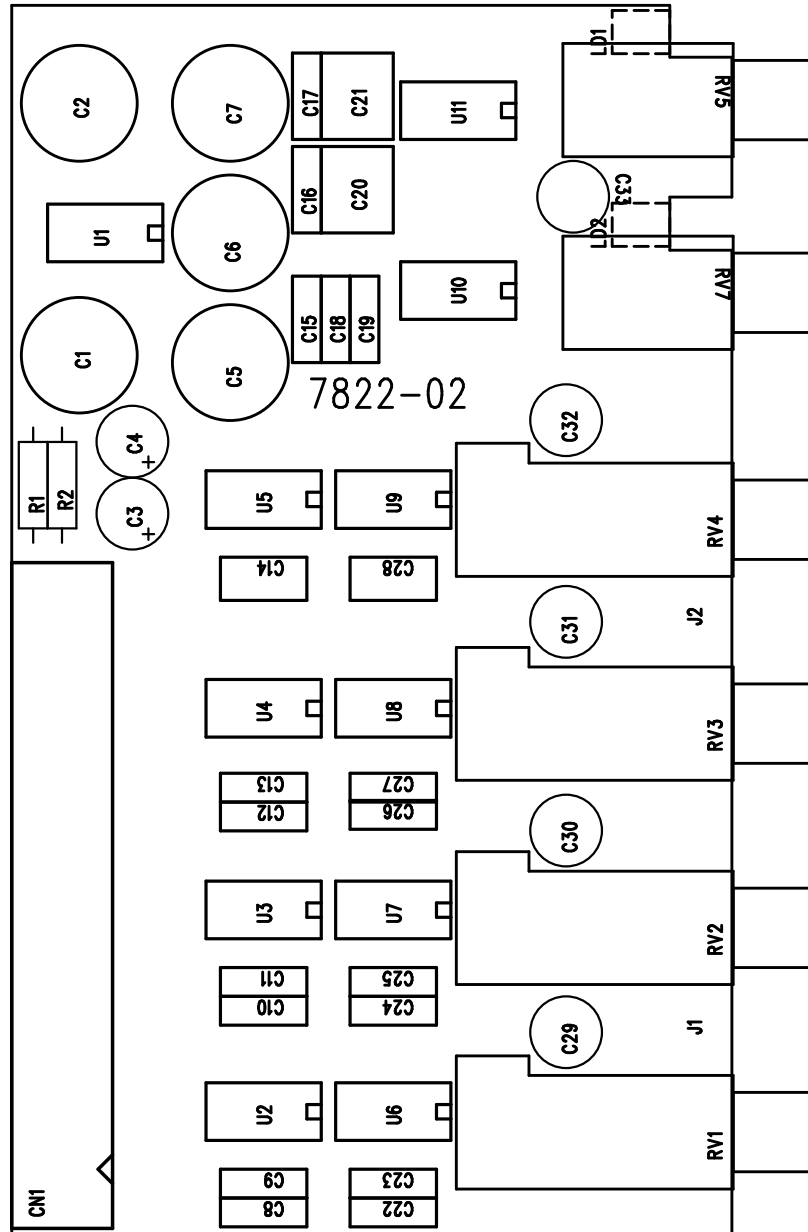 LD1
C2
C7
C17
C21
U11
RV5
C16
C20
C33
U1
C6
LD2
U10
RV7
C1
C5
C15
C18
C19
7822-02
C4
+
C32
R1
R2
C3
+
U5
U9
RV4
C14
C28
C31
J2
U4
U8
RV3
C13
C27
C12
C26
C30
U3
U7
RV2
C11
C25
C10
C24
C29
J1
U2
U6
RV1
C9
C23
CN1
C8
C22